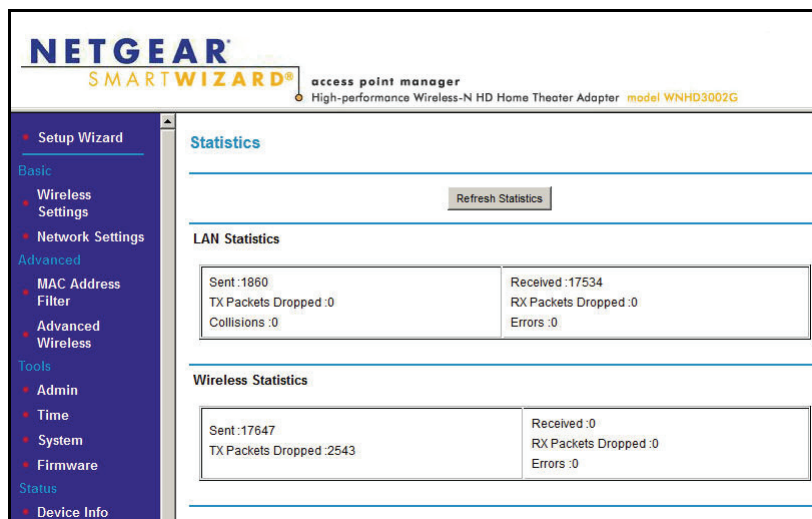 NETGEAR®
SMARTWIZARD®
access point manager
High-performance Wireless-N HD Home Theater Adapter model WNHD3002G
Setup Wizard
Basic
Wireless
Settings
Network Settings
Advanced
MAC Address
Filter
Advanced
Wireless
Tools
Admin
Time
System
Firmware
Status
Device Info
Statistics
Refresh Statistics
LAN Statistics
Sent :1860
TX Packets Dropped :0
Collisions :0
Received :17534
RX Packets Dropped :0
Errors :0
Wireless Statistics
Sent :17647
TX Packets Dropped :2543
Received :0
RX Packets Dropped :0
Errors :0